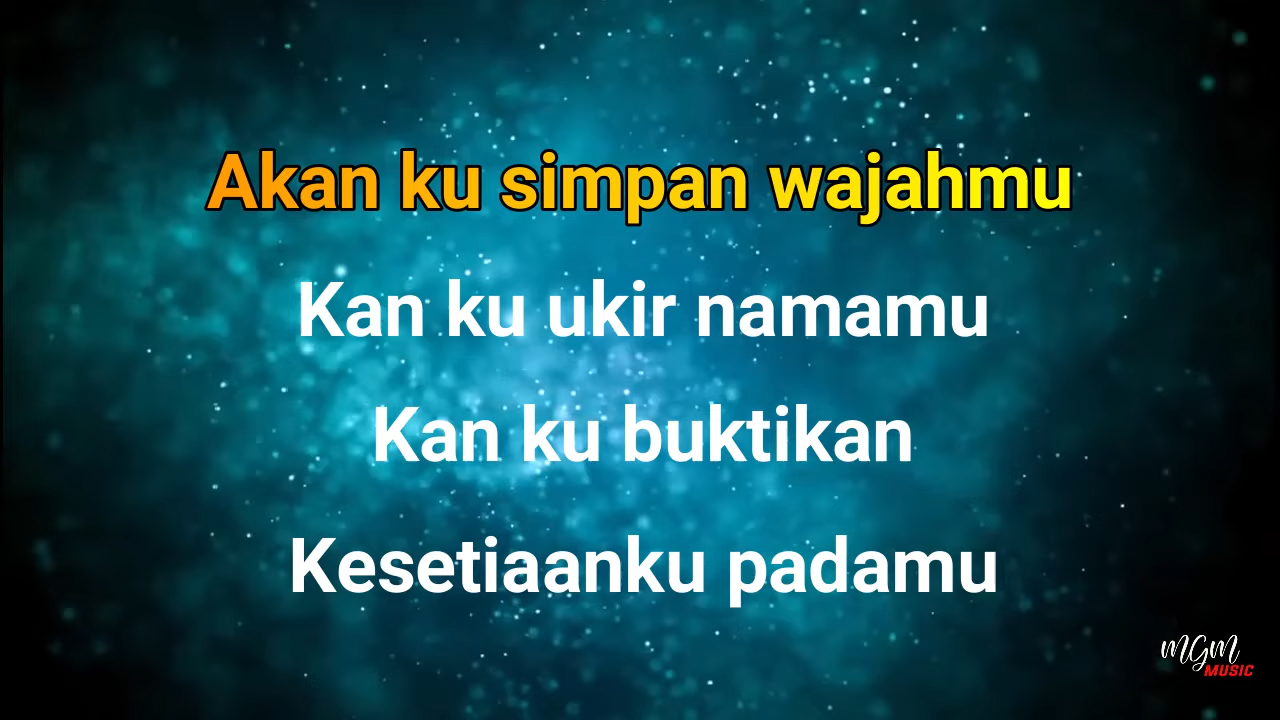 Akan ku simpan wajahmu
Kan ku ukir namamu
Kan ku buktikan
Kesetiaanku padamu
MGM
MUSIC